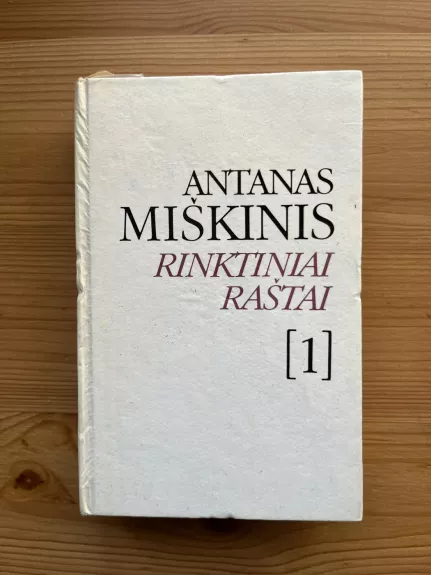 ANTANAS
MIŠKINIS
RINKTINIAI
RAŠTAI
[1]